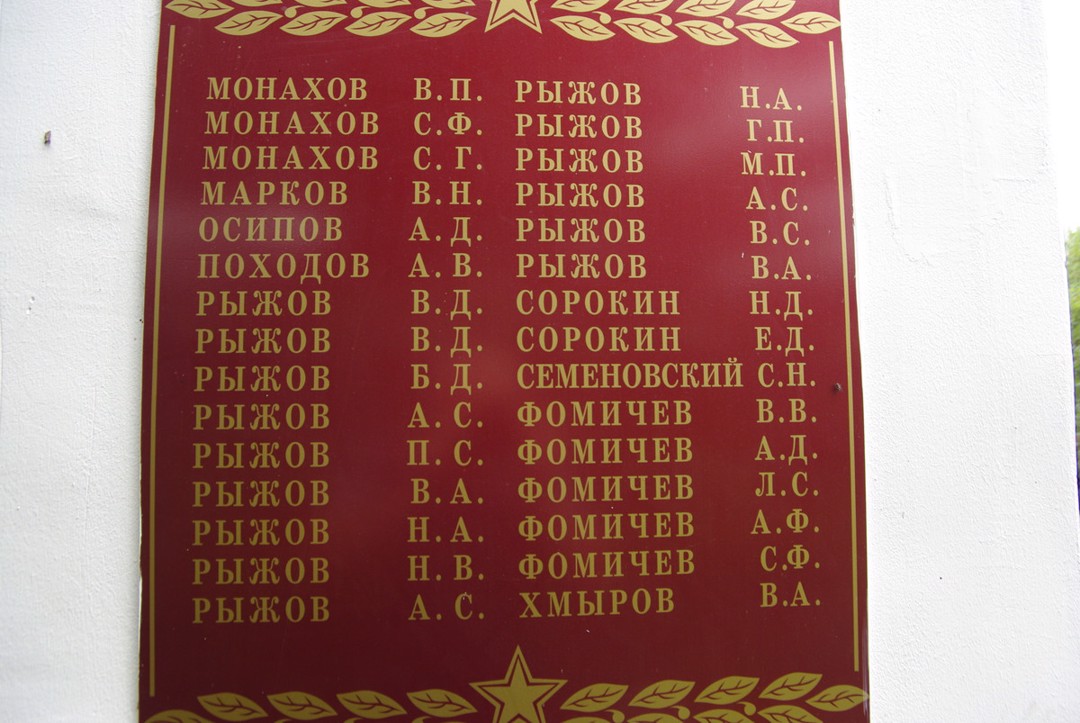 МОНАХОВ В.П. РЫЖОВ Н.А.
МОНАХОВ С.Ф. РЫЖОВ Г.П.
МОНАХОВ С.Г. РЫЖОВ М.П.
МАРКОВ В.Н. РЫЖОВ А.С.
ОСИПОВ А.Д. РЫЖОВ В.С.
ПОХОДОВ А.В. РЫЖОВ В.А.
РЫЖОВ В.Д. СОРОКИН Н.Д.
РЫЖОВ В.Д. СОРОКИН Е.Д.
РЫЖОВ Б.Д. СЕМЕНОВСКИЙ С.Н.
РЫЖОВ А.С. ФОМИЧЕВ В.В.
РЫЖОВ П.С. ФОМИЧЕВ А.Д.
РЫЖОВ В.А. ФОМИЧЕВ Л.С.
РЫЖОВ Н.А. ФОМИЧЕВ А.Ф.
РЫЖОВ Н.В. ФОМИЧЕВ С.Ф.
РЫЖОВ А.С. ХМЫРОВ В.А.